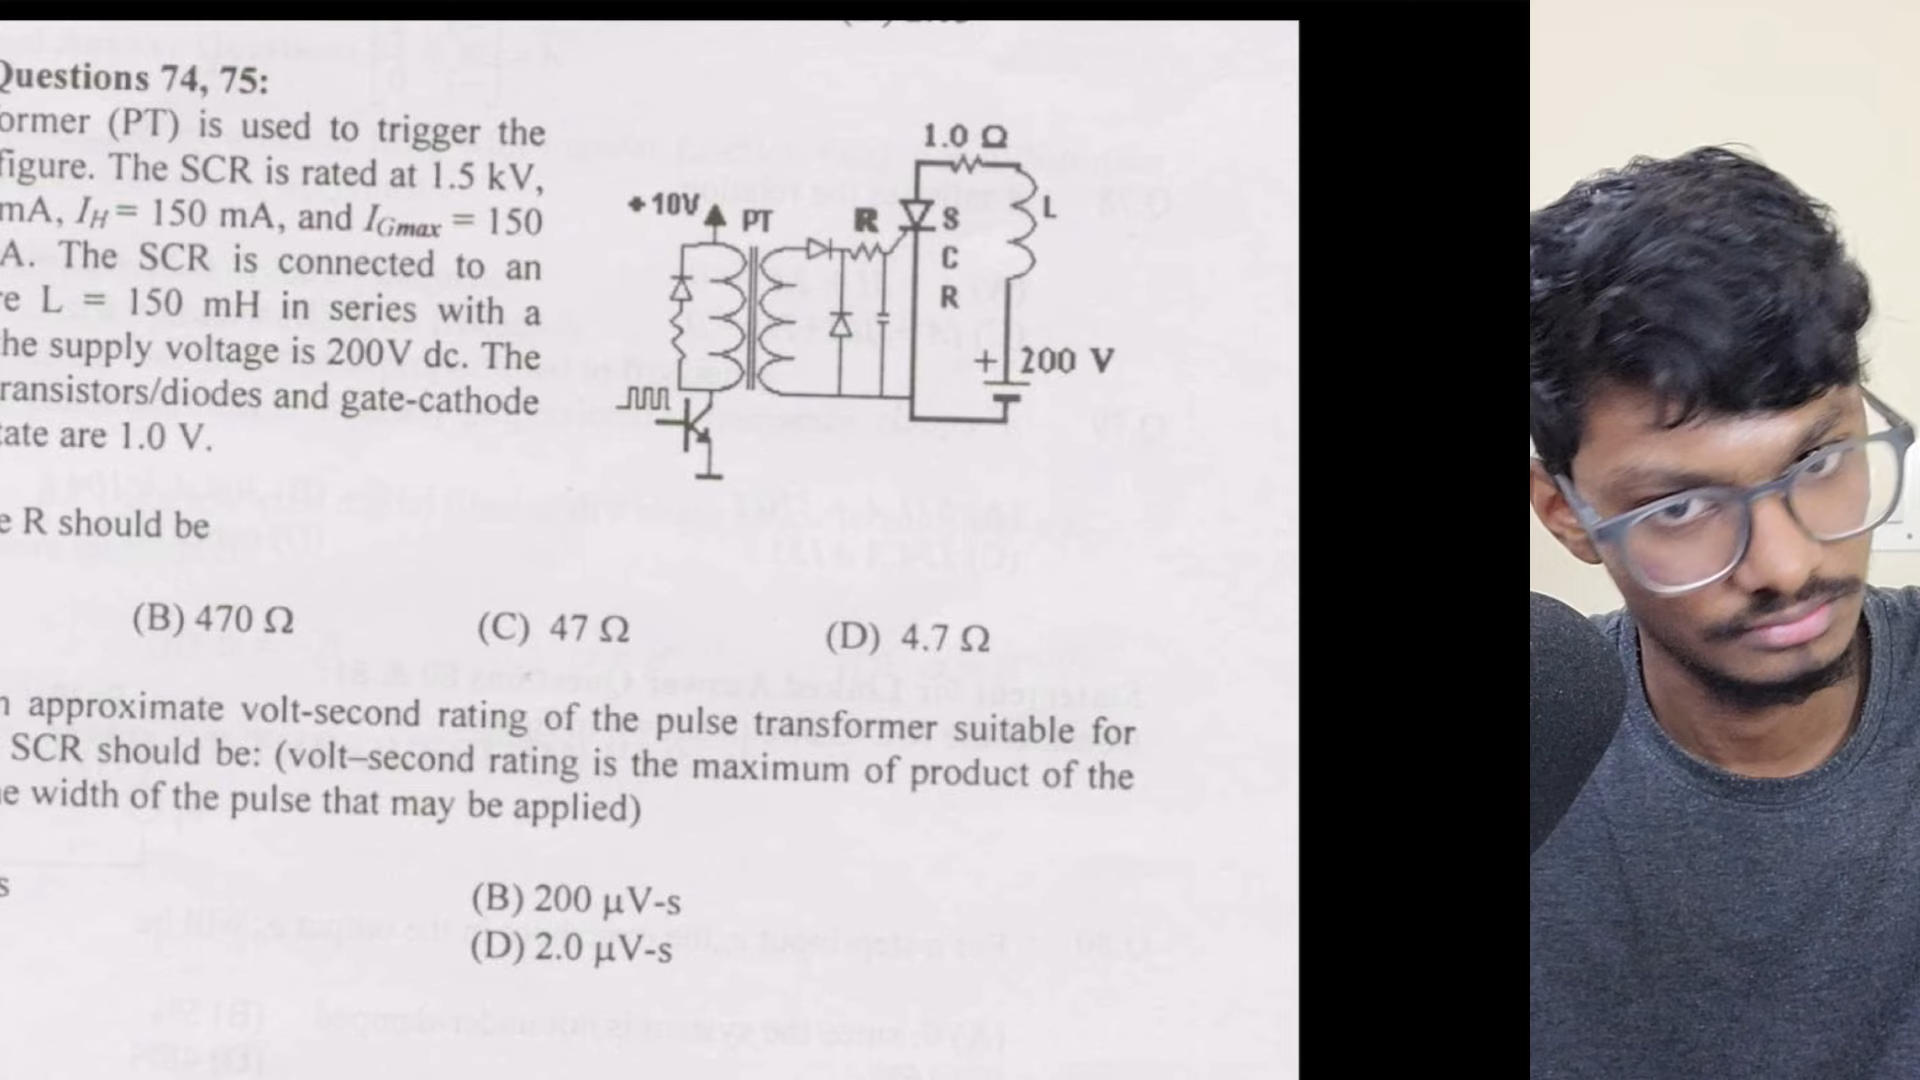 Questions 74, 75:
ormer (PT) is used to trigger the
figure. The SCR is rated at 1.5 kV,
mA, I_H = 150 mA, and I_Gmax = 150
A. The SCR is connected to an
re L = 150 mH in series with a
he supply voltage is 200V dc. The
ransistors/diodes and gate-cathode
tate are 1.0 V.
1.0 Ω
+10V
PT
R
S
C
R
L
+
200 V
e R should be
(B) 470 Ω
(C) 47 Ω
(D) 4.7 Ω
n approximate volt-second rating of the pulse transformer suitable for
SCR should be: (volt–second rating is the maximum of product of the
e width of the pulse that may be applied)
s
(B) 200 μV-s
(D) 2.0 μV-s